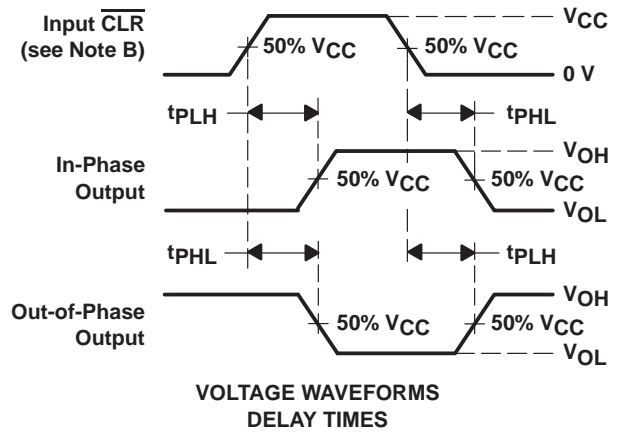 Input CLR
(see Note B)
50% VCC
50% VCC
VCC
0 V
tPLH
tPHL
In-Phase
Output
50% VCC
50% VCC
VOH
VOL
tPHL
tPLH
Out-of-Phase
Output
50% VCC
50% VCC
VOH
VOL
VOLTAGE WAVEFORMS
DELAY TIMES